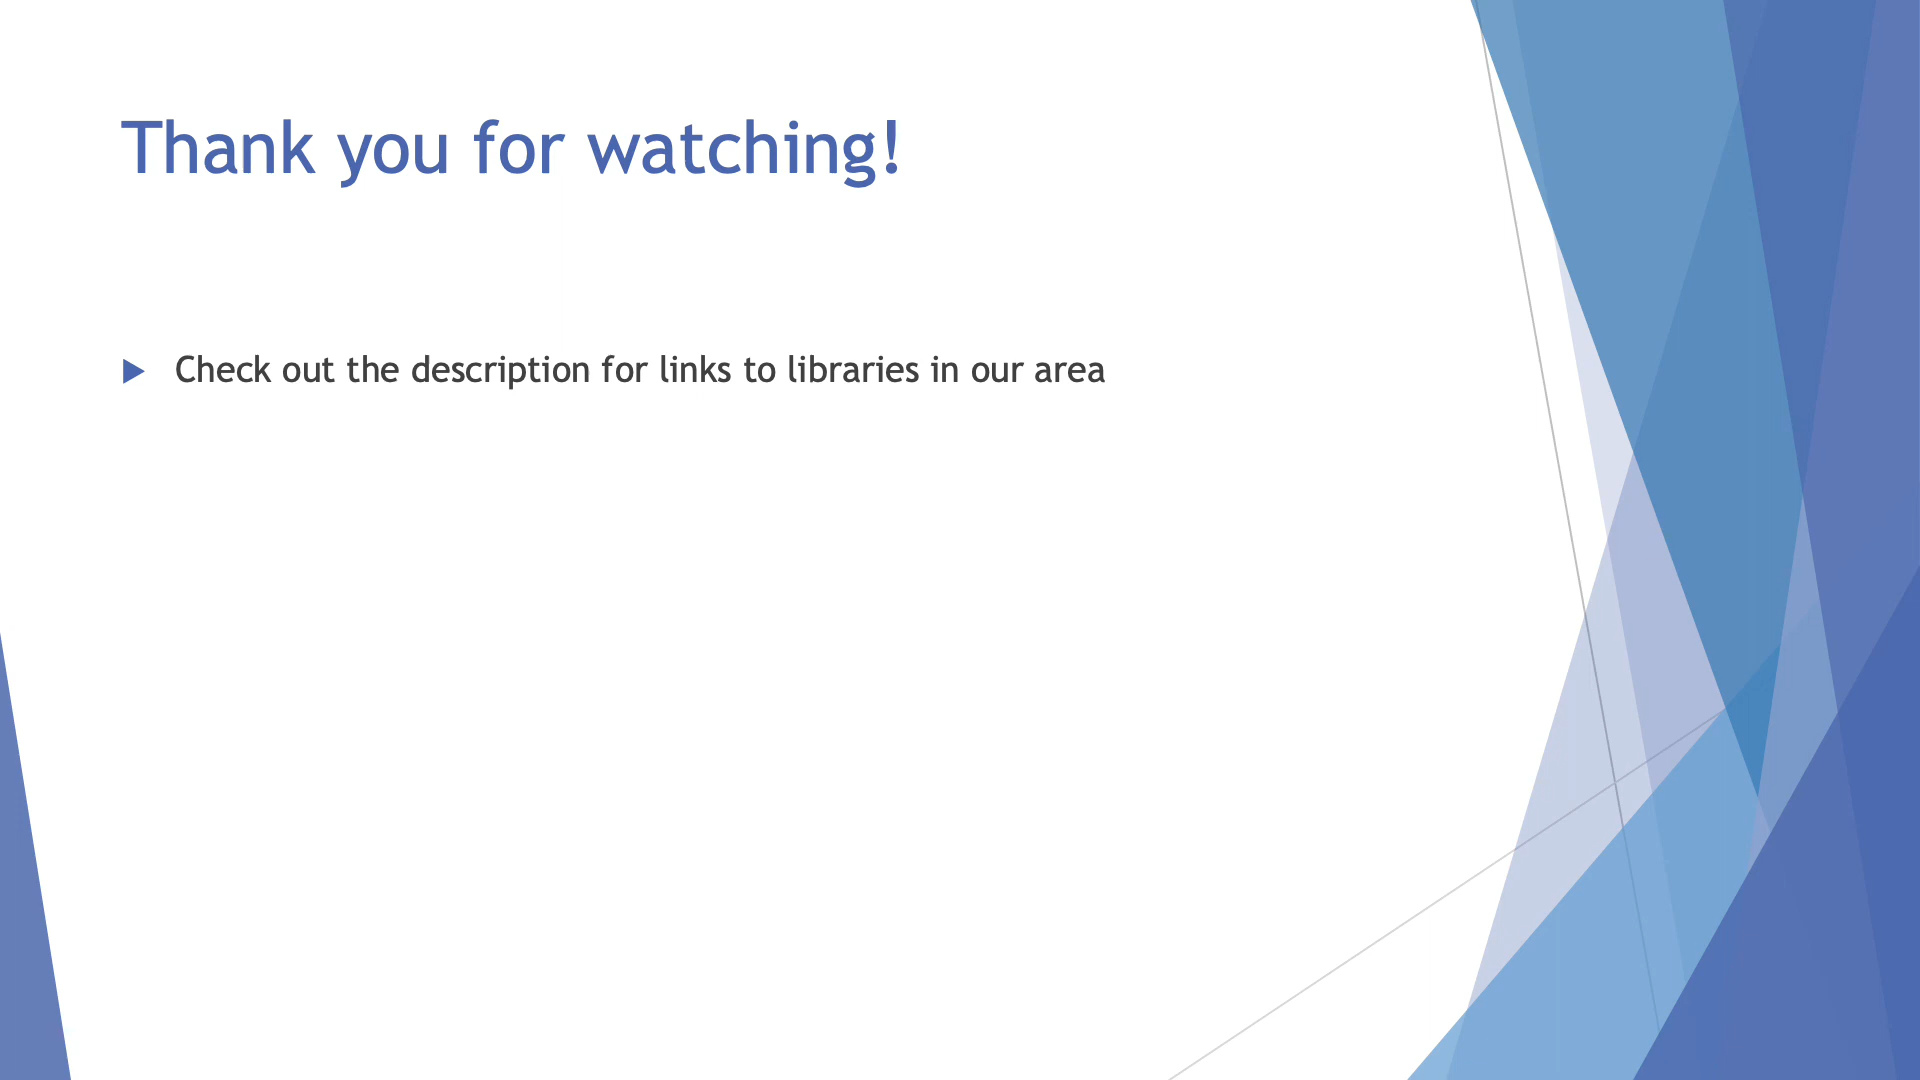 Thank you for watching!
Check out the description for links to libraries in our area